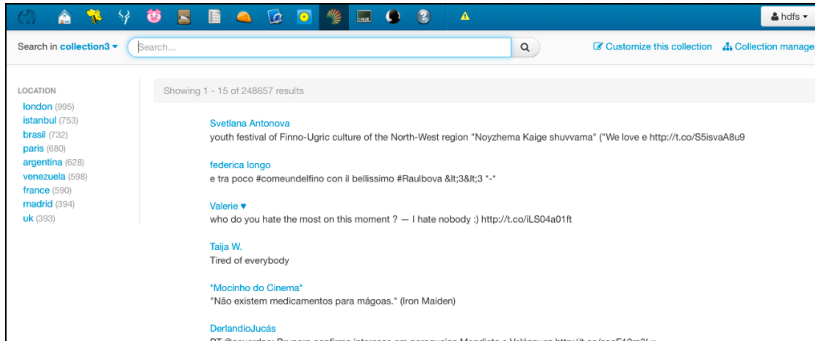 hdfs
Search in collection3
Search...
Customize this collection
Collection manage
LOCATION
london (995)
istanbul (753)
brasil (732)
paris (680)
argentina (628)
venezuela (598)
france (590)
madrid (394)
uk (393)
Showing 1 - 15 of 248657 results
Svetlana Antonova
youth festival of Finno-Ugric culture of the North-West region "Noyzhema Kaige shuvvama" ("We love e http://t.co/S5isvaA8u9
federica longo
e tra poco #comeundelfino con il bellissimo #Raulbova &lt;3&lt;3 *-*
Valerie ♥
who do you hate the most on this moment ? — I hate nobody :) http://t.co/iLS04a01ft
Taija W.
Tired of everybody
*Mocinho do Cinema*
"Não existem medicamentos para mágoas." (Iron Maiden)
DerlandioJucás